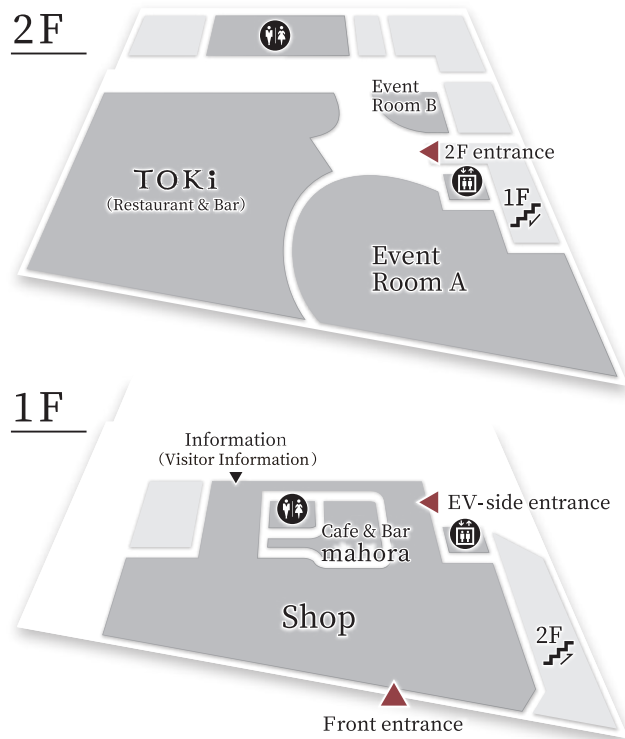 2F
Event
Room B
2F entrance
TOKi
（Restaurant & Bar）
1F
Event
Room A
1F
Information
（Visitor Information）
EV-side entrance
Cafe & Bar
mahora
Shop
2F
Front entrance